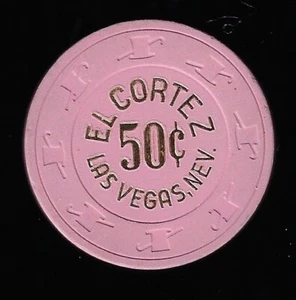 EL CORTEZ
50¢
LAS VEGAS, NEV.